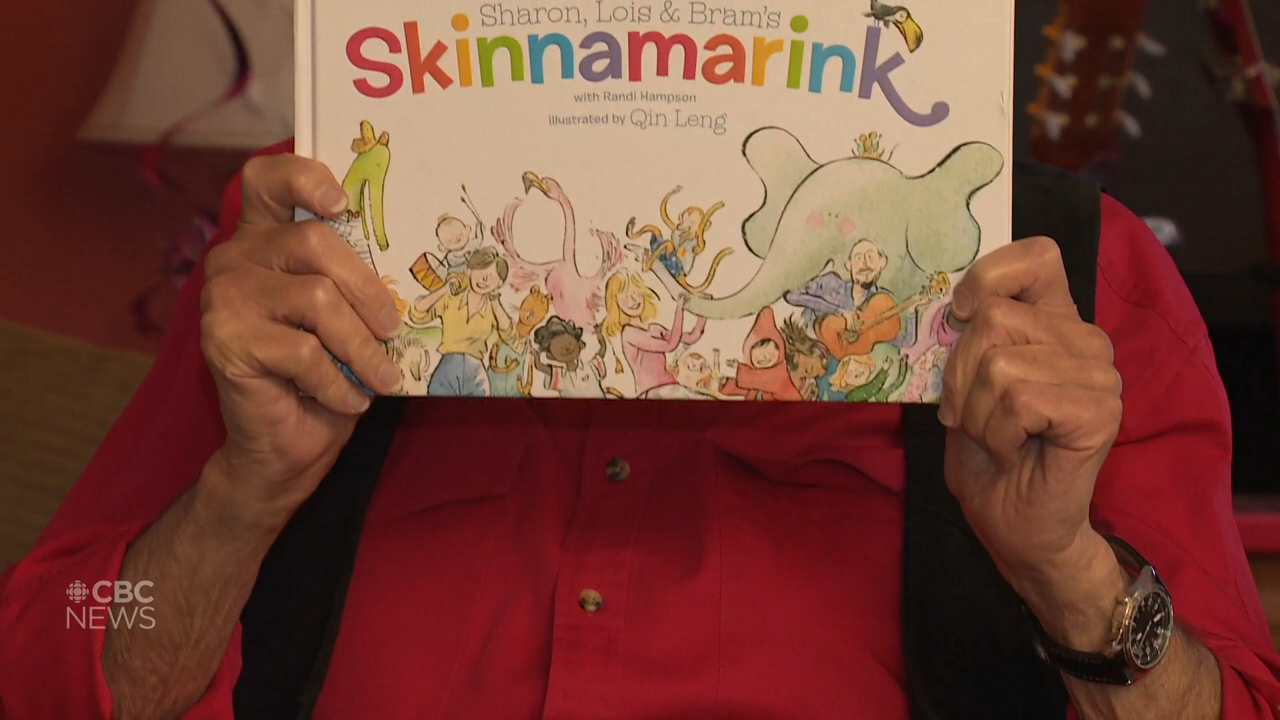 Sharon, Lois & Bram's
Skinnamarink
with Randi Hampson
illustrated by Qin Leng
CBC
NEWS